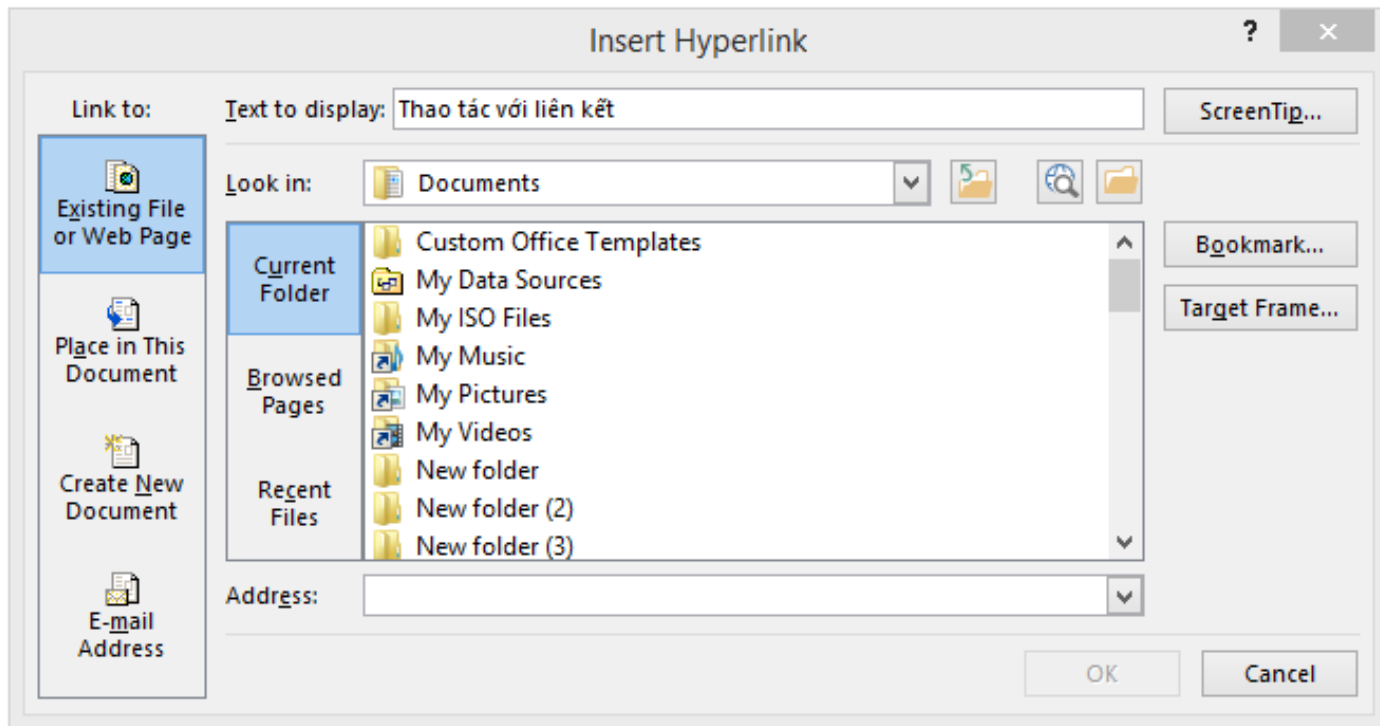 Insert Hyperlink
?
Link to:
Text to display: Thao tác với liên kết
ScreenTip...
Existing File
or Web Page
Place in This
Document
Create New
Document
E-mail
Address
Look in:
Documents
Current
Folder
Browsed
Pages
Recent
Files
Custom Office Templates
My Data Sources
My ISO Files
My Music
My Pictures
My Videos
New folder
New folder (2)
New folder (3)
Bookmark...
Target Frame...
Address:
OK
Cancel